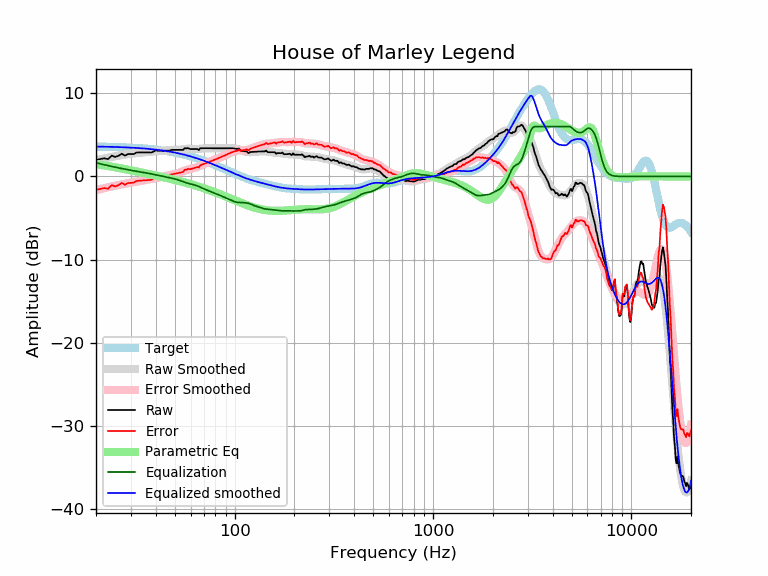 House of Marley Legend
Amplitude (dBr)
10
0
−10
−20
−30
−40
Target
Raw Smoothed
Error Smoothed
Raw
Error
Parametric Eq
Equalization
Equalized smoothed
100
1000
10000
Frequency (Hz)